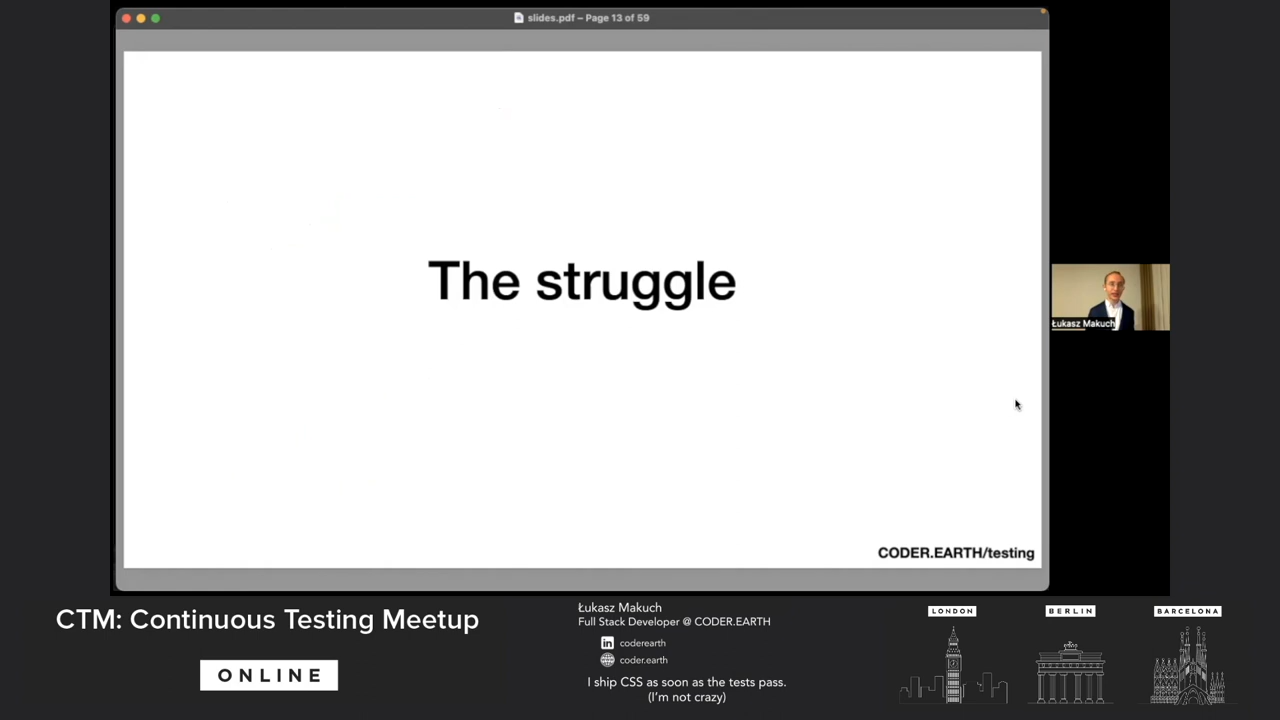 slides.pdf – Page 13 of 59
The struggle
Łukasz Makuch
CODER.EARTH/testing
CTM: Continuous Testing Meetup
ONLINE
Łukasz Makuch
Full Stack Developer @ CODER.EARTH
in coderearth
coder.earth
I ship CSS as soon as the tests pass.
(I'm not crazy)
LONDON
BERLIN
BARCELONA